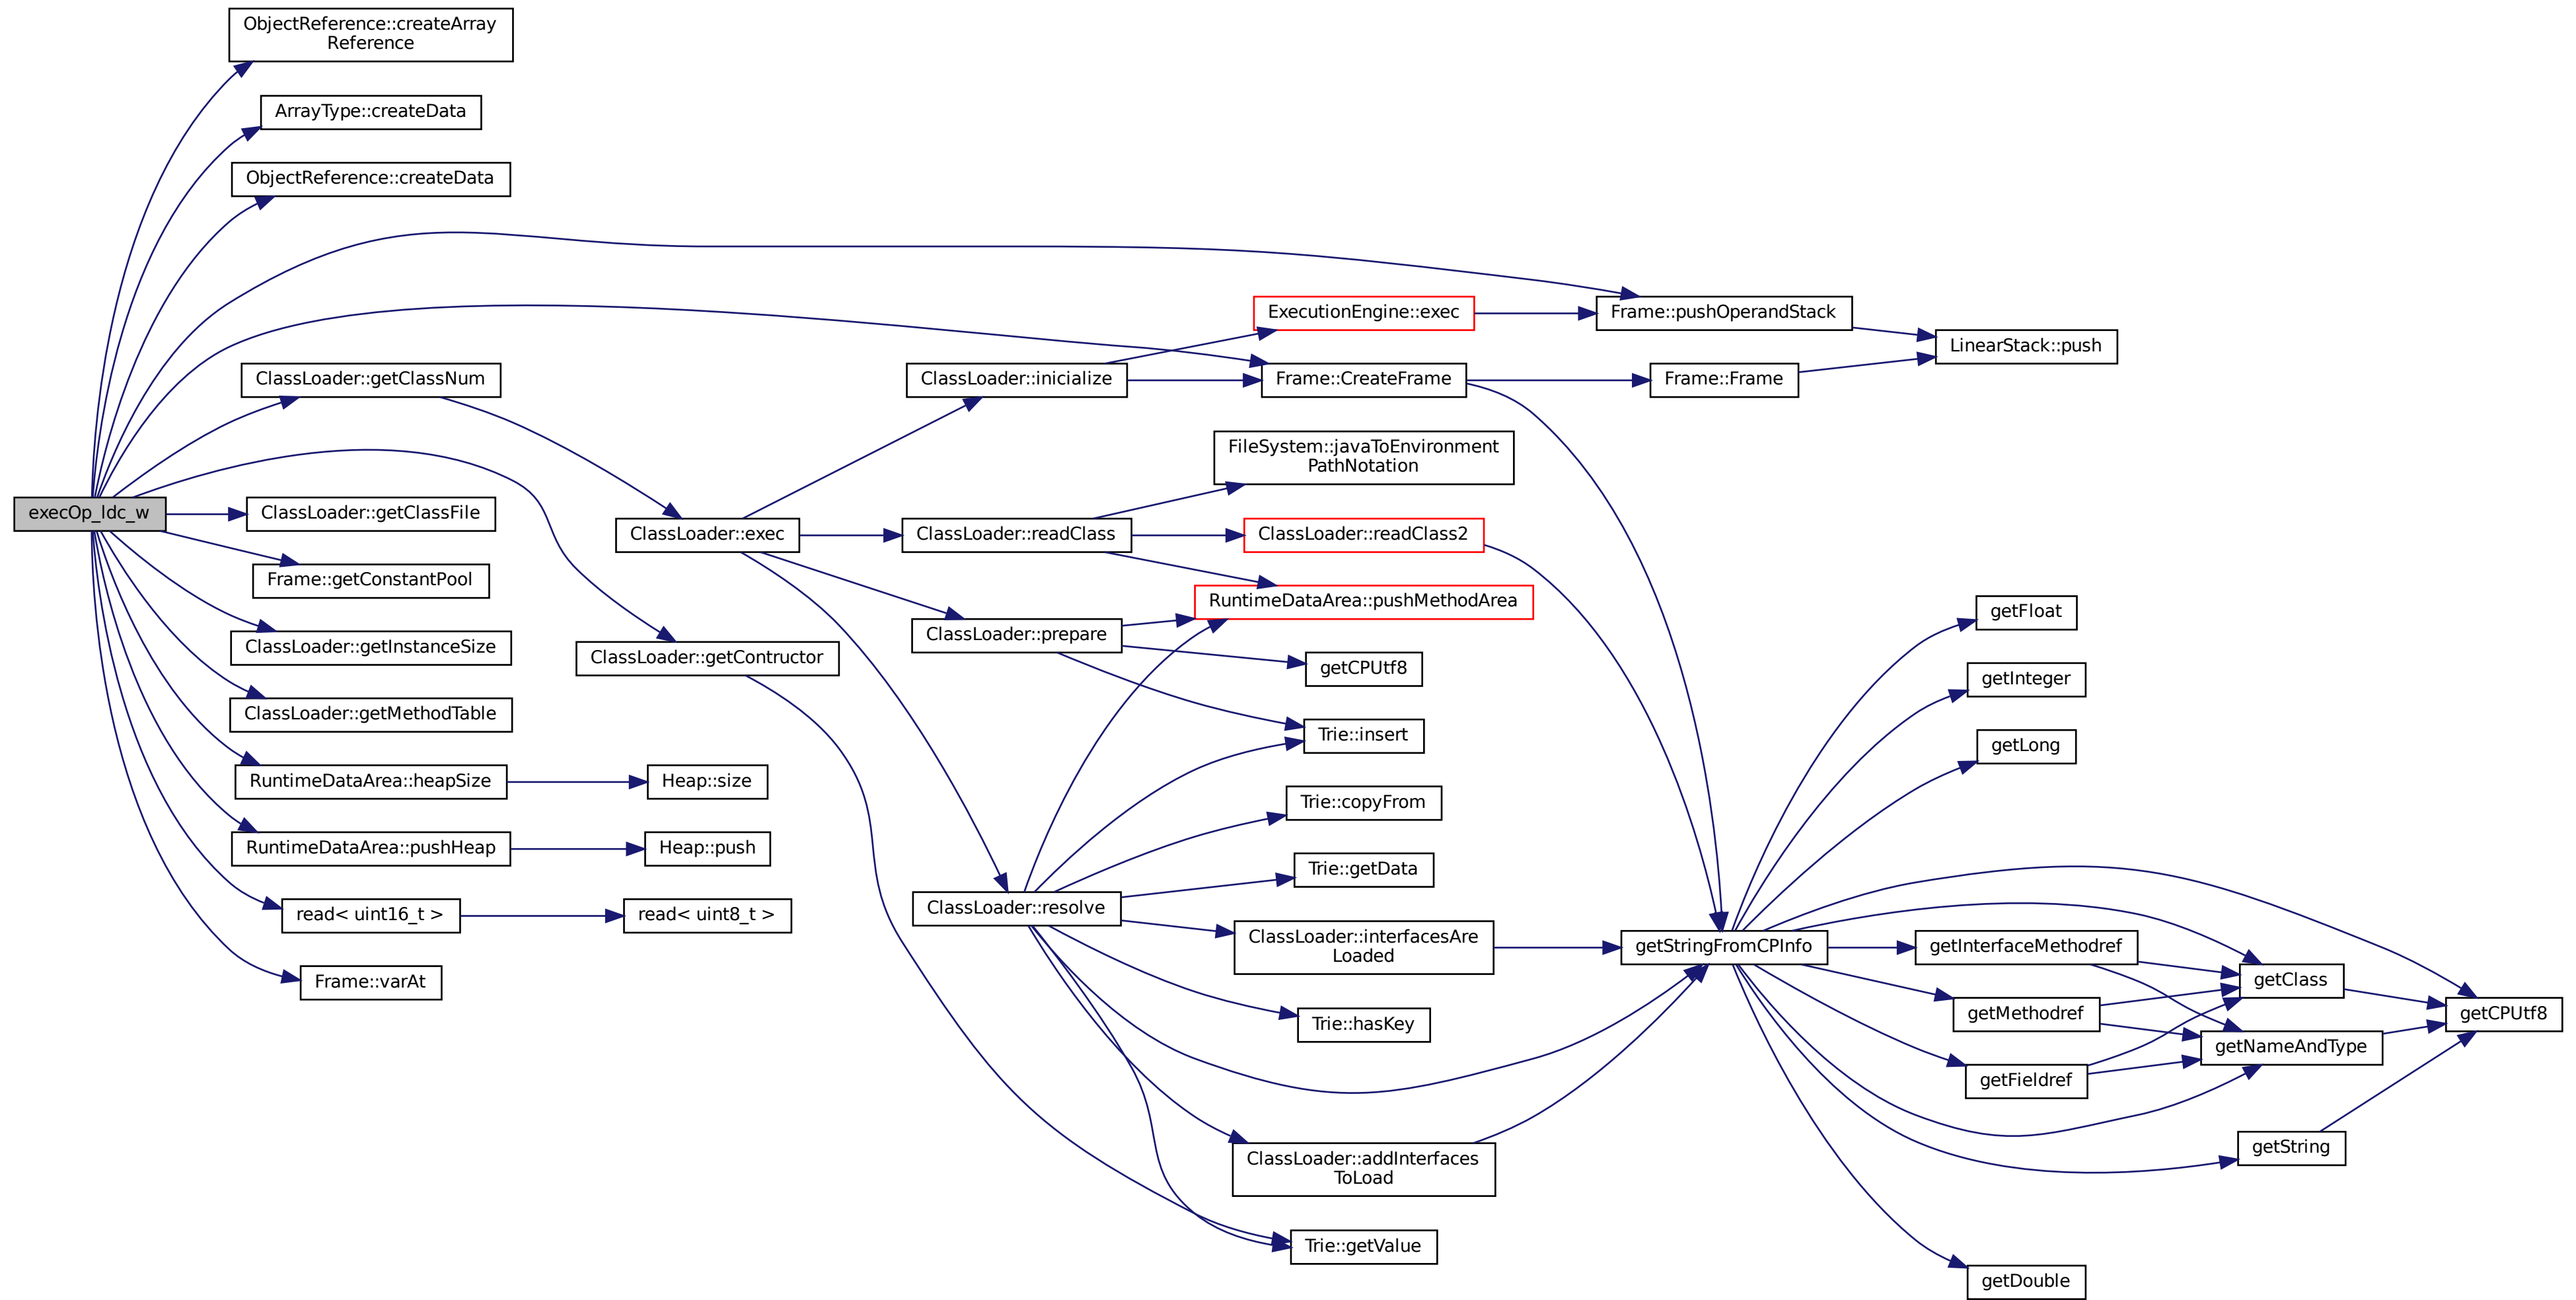 ObjectReference::createArray
Reference
ArrayType::createData
ObjectReference::createData
ExecutionEngine::exec
Frame::pushOperandStack
LinearStack::push
ClassLoader::getClassNum
ClassLoader::inicialize
Frame::CreateFrame
Frame::Frame
FileSystem::javaToEnvironment
PathNotation
execOp_ldc_w
ClassLoader::getClassFile
ClassLoader::exec
ClassLoader::readClass
ClassLoader::readClass2
Frame::getConstantPool
RuntimeDataArea::pushMethodArea
getFloat
ClassLoader::getInstanceSize
ClassLoader::getContructor
ClassLoader::prepare
getCPUtf8
getInteger
ClassLoader::getMethodTable
Trie::insert
getLong
RuntimeDataArea::heapSize
Heap::size
Trie::copyFrom
RuntimeDataArea::pushHeap
Heap::push
Trie::getData
read< uint16_t >
read< uint8_t >
ClassLoader::resolve
ClassLoader::interfacesAre
Loaded
getStringFromCPInfo
getInterfaceMethodref
getClass
Frame::varAt
Trie::hasKey
getMethodref
getCPUtf8
getNameAndType
getFieldref
ClassLoader::addInterfaces
ToLoad
getString
Trie::getValue
getDouble